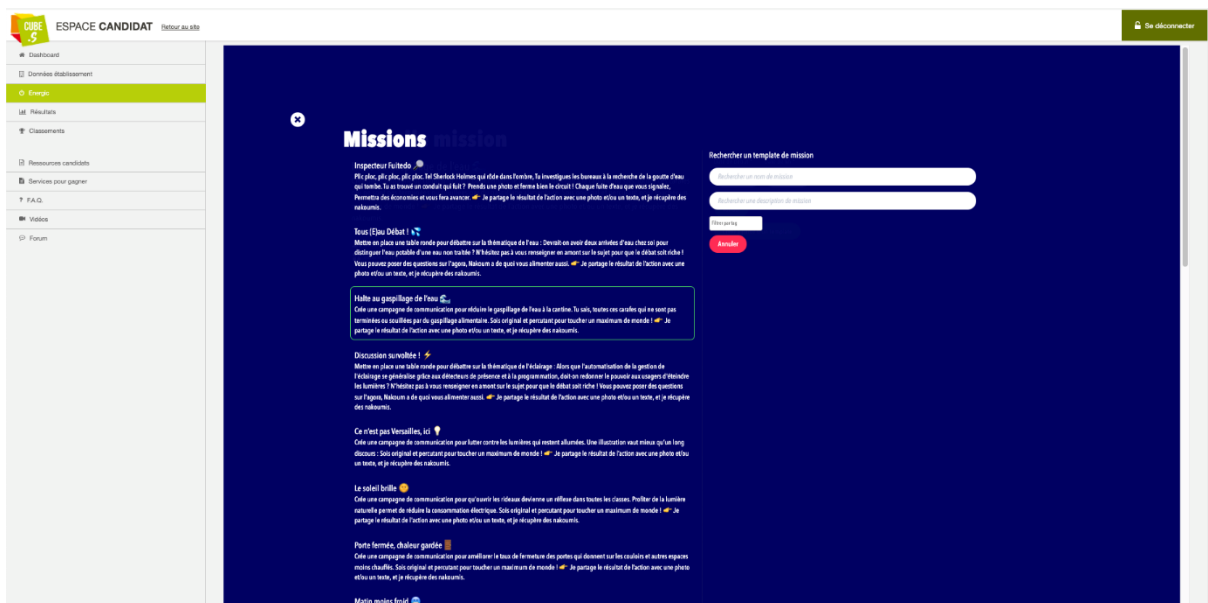 CUBE
.S
ESPACE CANDIDAT Retour au site
Se déconnecter
Dashboard
Données établissement
Energic
Résultats
Classements
Ressources candidats
Services pour gagner
F.A.Q.
Vidéos
Forum
Missions mission
Inspecteur Fuitedo
Plic ploc, plic ploc, plic ploc. Tel Sherlock Holmes qui rôde dans l'ombre, Tu investigues les bureaux à la recherche de la goutte d'eau
qui tombe. Tu as trouvé un conduit qui fuit ? Prends une photo et ferme bien le circuit ! Chaque fuite d'eau que vous signalez,
Permettra des économies et vous fera avancer. Je partage le résultat de l'action avec une photo et/ou un texte, et je récupère des
nakoumis.
Tous (E)au Débat !
Mettre en place une table ronde pour débattre sur la thématique de l'eau : Devrait-on avoir deux arrivées d'eau chez soi pour
distinguer l'eau potable d'une eau non traitée ? N'hésitez pas à vous renseigner en amont sur le sujet pour que le débat soit riche !
Vous pouvez poser des questions sur l'agora, Nakoum a de quoi vous alimenter aussi. Je partage le résultat de l'action avec une
photo et/ou un texte, et je récupère des nakoumis.
Halte au gaspillage de l'eau
Crée une campagne de communication pour réduire le gaspillage de l'eau à la cantine. Tu sais, toutes ces carafes qui ne sont pas
terminées ou souillées par du gaspillage alimentaire. Sois original et percutant pour toucher un maximum de monde ! Je
partage le résultat de l'action avec une photo et/ou un texte, et je récupère des nakoumis.
Discussion survoltée !
Mettre en place une table ronde pour débattre sur la thématique de l'éclairage : Alors que l'automatisation de la gestion de
l'éclairage se généralise grâce aux détecteurs de présence et à la programmation, doit-on redonner le pouvoir aux usagers d'éteindre
les lumières ? N'hésitez pas à vous renseigner en amont sur le sujet pour que le débat soit riche ! Vous pouvez poser des questions
sur l'agora, Nakoum a de quoi vous alimenter aussi. Je partage le résultat de l'action avec une photo et/ou un texte, et je récupère
des nakoumis.
Ce n'est pas Versailles, ici
Crée une campagne de communication pour lutter contre les lumières qui restent allumées. Une illustration vaut mieux qu'un long
discours : Sois original et percutant pour toucher un maximum de monde ! Je partage le résultat de l'action avec une photo et/ou
un texte, et je récupère des nakoumis.
Le soleil brille
Crée une campagne de communication pour qu'ouvrir les rideaux devienne un réflexe dans toutes les classes. Profiter de la lumière
naturelle permet de réduire la consommation électrique. Sois original et percutant pour toucher un maximum de monde ! Je
partage le résultat de l'action avec une photo et/ou un texte, et je récupère des nakoumis.
Porte fermée, chaleur gardée
Crée une campagne de communication pour améliorer le taux de fermeture des portes qui donnent sur les couloirs et autres espaces
moins chauffés. Sois original et percutant pour toucher un maximum de monde ! Je partage le résultat de l'action avec une photo
et/ou un texte, et je récupère des nakoumis.
Matin moins froid
Rechercher un template de mission
Rechercher un nom de mission
Rechercher une description de mission
Filtrer par tag
Annuler